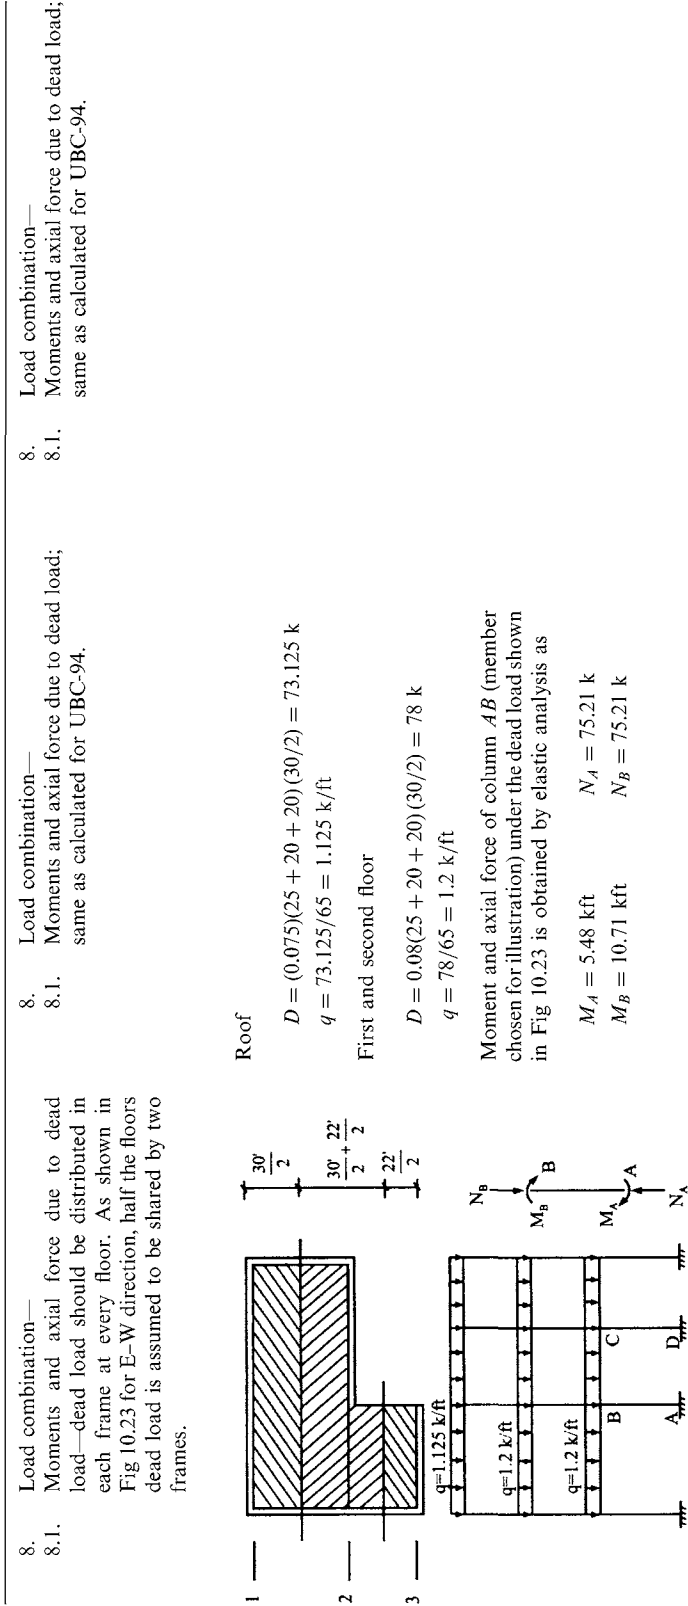 8. Load combination—
8.1. Moments and axial force due to dead
load—dead load should be distributed in
each frame at every floor. As shown in
Fig 10.23 for E–W direction, half the floors
dead load is assumed to be shared by two
frames.
8. Load combination—
8.1. Moments and axial force due to dead load;
same as calculated for UBC-94.
8. Load combination—
8.1. Moments and axial force due to dead load;
same as calculated for UBC-94.
1
2
3
30'/2
30'/2 + 22'/2
22'/2
q=1.125 k/ft
q=1.2 k/ft
q=1.2 k/ft
B
C
A
D
N_B
B
M_B
M_A
A
N_A
Roof
D = (0.075)(25 + 20 + 20)(30/2) = 73.125 k
q = 73.125/65 = 1.125 k/ft
First and second floor
D = 0.08(25 + 20 + 20)(30/2) = 78 k
q = 78/65 = 1.2 k/ft
Moment and axial force of column AB (member
chosen for illustration) under the dead load shown
in Fig 10.23 is obtained by elastic analysis as
M_A = 5.48 kft N_A = 75.21 k
M_B = 10.71 kft N_B = 75.21 k